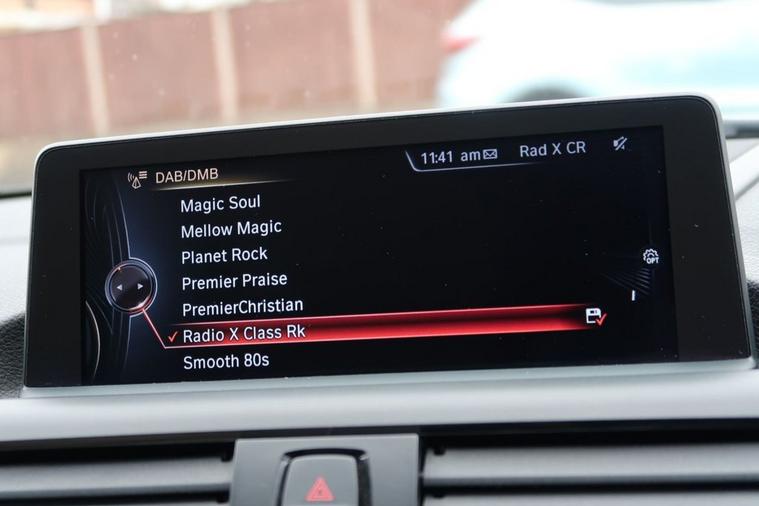 DAB/DMB
11:41 am
Rad X CR
Magic Soul
Mellow Magic
Planet Rock
Premier Praise
PremierChristian
Radio X Class Rk
Smooth 80s
OPT